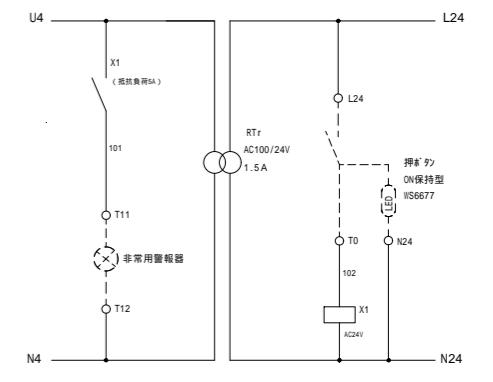 U4
L24
X1
(抵抗負荷5A)
L24
RTr
AC100/24V
1.5A
101
押ボタン
ON保持型
WS6677
LED
T11
T0
N24
非常用警報器
102
T12
X1
AC24V
N4
N24